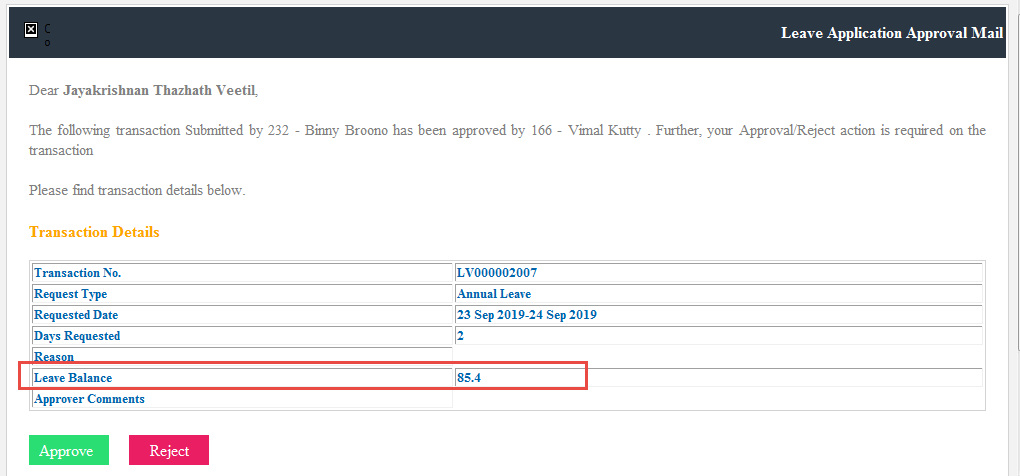 C
o
Leave Application Approval Mail
Dear Jayakrishnan Thazhath Veetil,
The following transaction Submitted by 232 - Binny Broono has been approved by 166 - Vimal Kutty . Further, your Approval/Reject action is required on the
transaction
Please find transaction details below.
Transaction Details
Transaction No. LV000002007
Request Type Annual Leave
Requested Date 23 Sep 2019-24 Sep 2019
Days Requested 2
Reason
Leave Balance 85.4
Approver Comments
Approve Reject